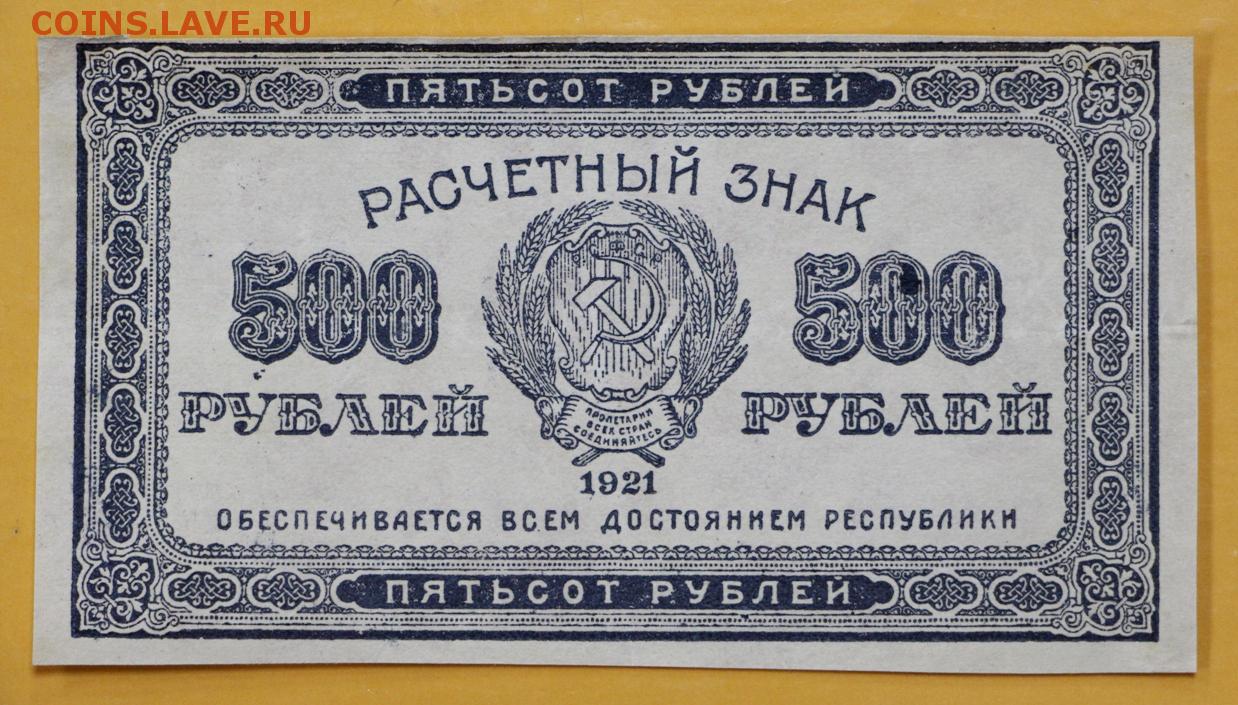 COINS.LAVE.RU
ПЯТЬСОТ РУБЛЕЙ
РАСЧЕТНЫЙ ЗНАК
500 500
РУБЛЕЙ РУБЛЕЙ
ПРОЛЕТАРИИ
ВСЕХ СТРАН
СОЕДИНЯЙТЕСЬ
1921
ОБЕСПЕЧИВАЕТСЯ ВСЕМ ДОСТОЯНИЕМ РЕСПУБЛИКИ
ПЯТЬСОТ РУБЛЕЙ